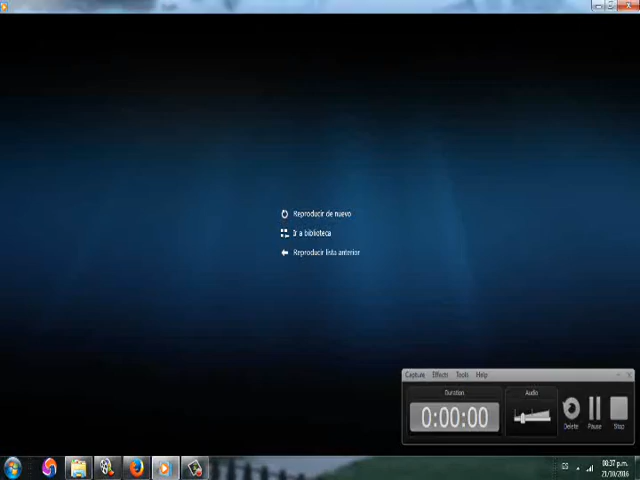 Reproducir de nuevo
Ir a biblioteca
Reproducir lista anterior
Capture Effects Tools Help
Duration
Audio
0:00:00
Delete
Pause
Stop
ES
08:37 p.m.
21/10/2016